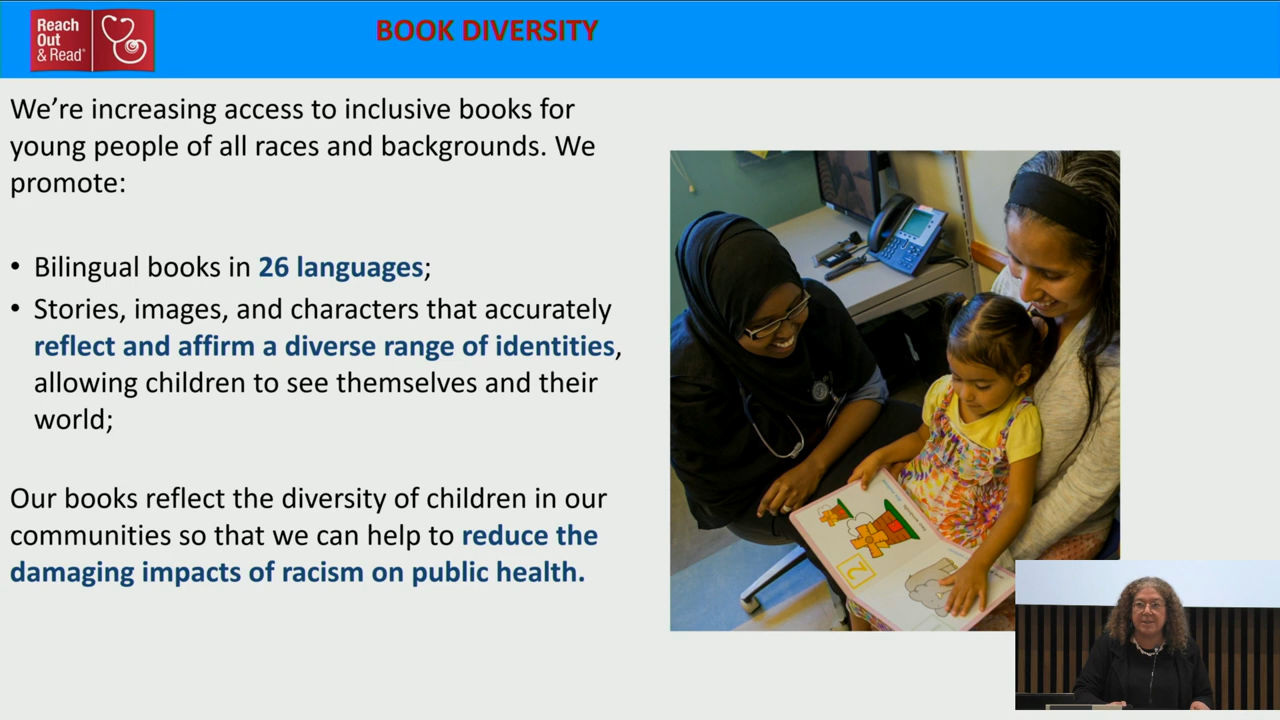 Reach
Out
& Read®
BOOK DIVERSITY
We’re increasing access to inclusive books for
young people of all races and backgrounds. We
promote:
• Bilingual books in 26 languages;
• Stories, images, and characters that accurately
reflect and affirm a diverse range of identities,
allowing children to see themselves and their
world;
Our books reflect the diversity of children in our
communities so that we can help to reduce the
damaging impacts of racism on public health.
2